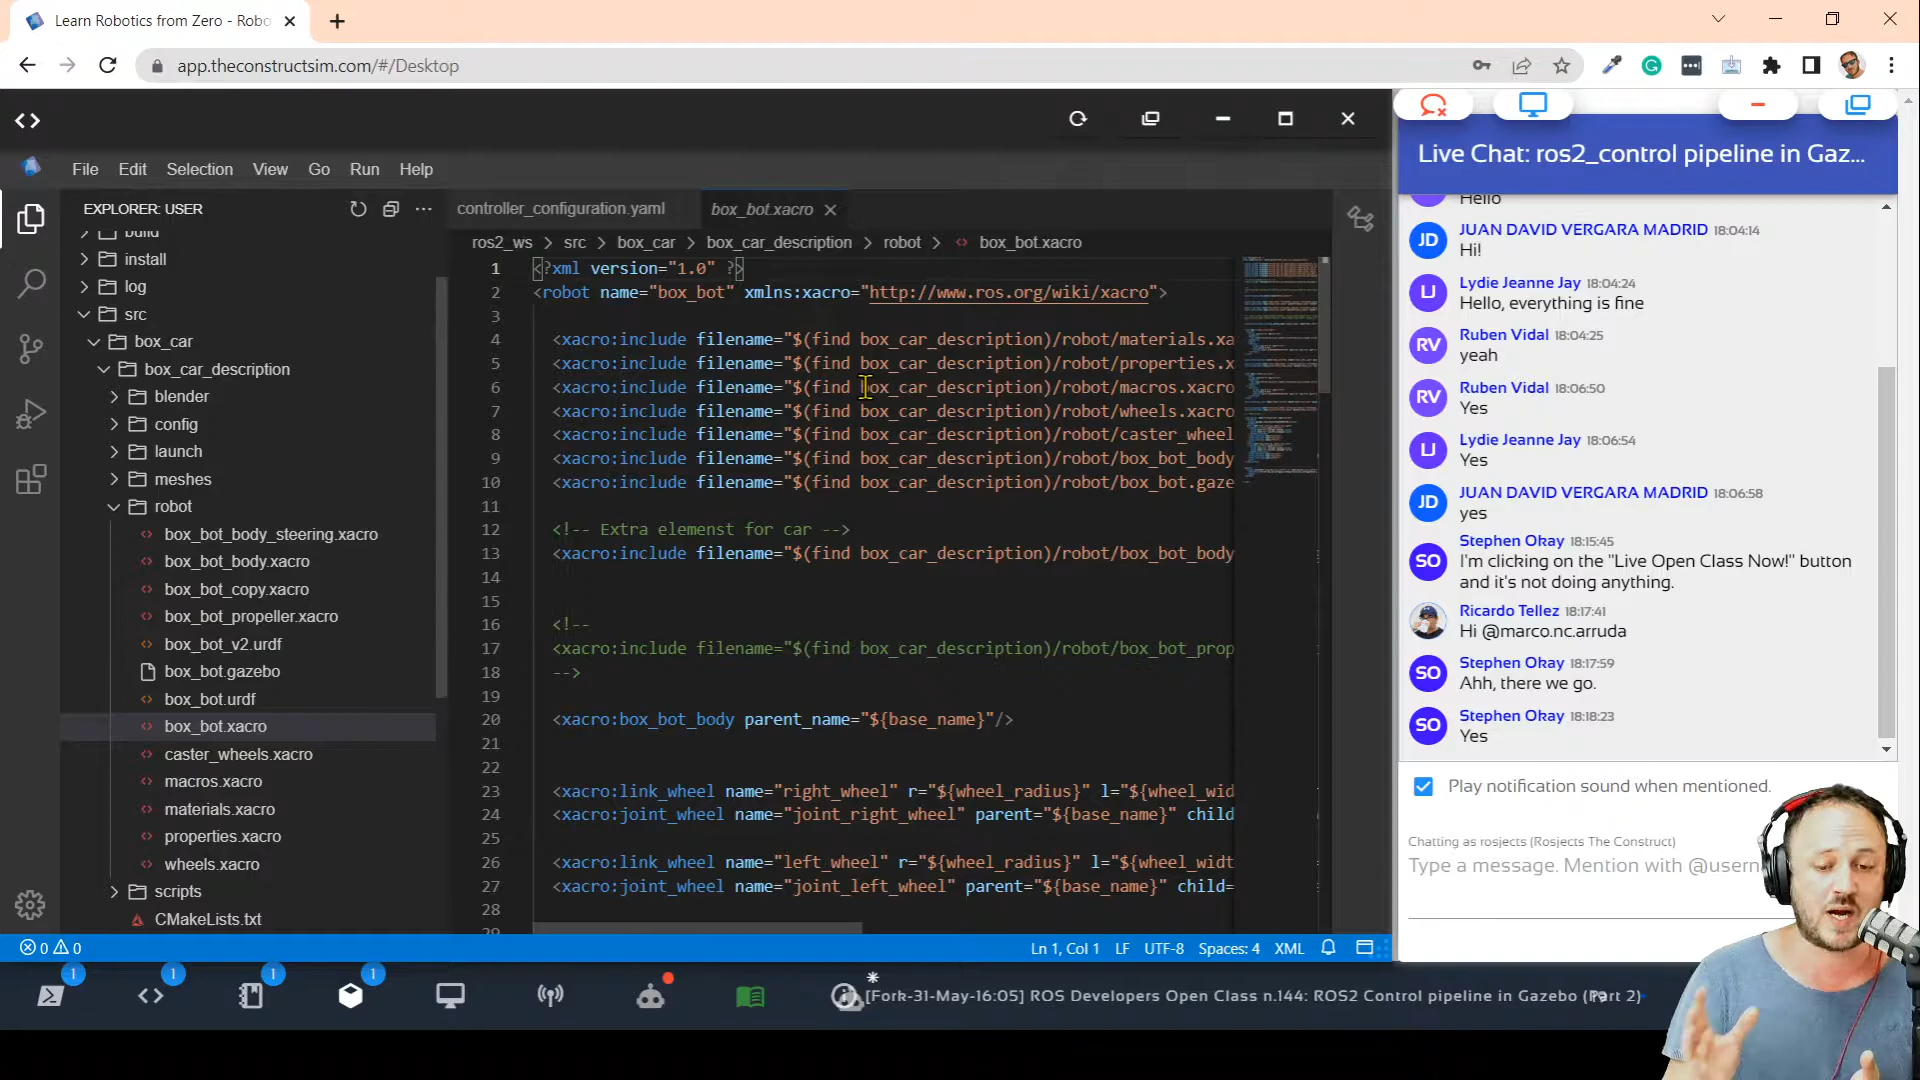 Learn Robotics from Zero - Robo
app.theconstructsim.com/#/Desktop
File Edit Selection View Go Run Help
EXPLORER: USER
build
install
log
src
box_car
box_car_description
blender
config
launch
meshes
robot
box_bot_body_steering.xacro
box_bot_body.xacro
box_bot_copy.xacro
box_bot_propeller.xacro
box_bot_v2.urdf
box_bot.gazebo
box_bot.urdf
box_bot.xacro
caster_wheels.xacro
macros.xacro
materials.xacro
properties.xacro
wheels.xacro
scripts
CMakeLists.txt
controller_configuration.yaml box_bot.xacro
ros2_ws > src > box_car > box_car_description > robot > box_bot.xacro
1 <?xml version="1.0" ?>
2 <robot name="box_bot" xmlns:xacro="http://www.ros.org/wiki/xacro">
3
4 <xacro:include filename="$(find box_car_description)/robot/materials.xa
5 <xacro:include filename="$(find box_car_description)/robot/properties.x
6 <xacro:include filename="$(find box_car_description)/robot/macros.xacro
7 <xacro:include filename="$(find box_car_description)/robot/wheels.xacro
8 <xacro:include filename="$(find box_car_description)/robot/caster_wheel
9 <xacro:include filename="$(find box_car_description)/robot/box_bot_body
10 <xacro:include filename="$(find box_car_description)/robot/box_bot.gaze
11
12 <!-- Extra elemenst for car -->
13 <xacro:include filename="$(find box_car_description)/robot/box_bot_body
14
15
16 <!--
17 <xacro:include filename="$(find box_car_description)/robot/box_bot_prop
18 -->
19
20 <xacro:box_bot_body parent_name="${base_name}"/>
21
22
23 <xacro:link_wheel name="right_wheel" r="${wheel_radius}" l="${wheel_wid
24 <xacro:joint_wheel name="joint_right_wheel" parent="${base_name}" child
25
26 <xacro:link_wheel name="left_wheel" r="${wheel_radius}" l="${wheel_widt
27 <xacro:joint_wheel name="joint_left_wheel" parent="${base_name}" child=
28
29
0 0 Ln 1, Col 1 LF UTF-8 Spaces: 4 XML
1 1 1 1
[Fork-31-May-16:05] ROS Developers Open Class n.144: ROS2 Control pipeline in Gazebo (Part 2)
Live Chat: ros2_control pipeline in Gaz...
Hello
JD JUAN DAVID VERGARA MADRID 18:04:14
Hi!
LJ Lydie Jeanne Jay 18:04:24
Hello, everything is fine
RV Ruben Vidal 18:04:25
yeah
RV Ruben Vidal 18:06:50
Yes
LJ Lydie Jeanne Jay 18:06:54
Yes
JD JUAN DAVID VERGARA MADRID 18:06:58
yes
SO Stephen Okay 18:15:45
I'm clicking on the "Live Open Class Now!" button
and it's not doing anything.
Ricardo Tellez 18:17:41
Hi @marco.nc.arruda
SO Stephen Okay 18:17:59
Ahh, there we go.
SO Stephen Okay 18:18:23
Yes
Play notification sound when mentioned.
Chatting as rosjects (Rosjects The Construct)
Type a message. Mention with @usern